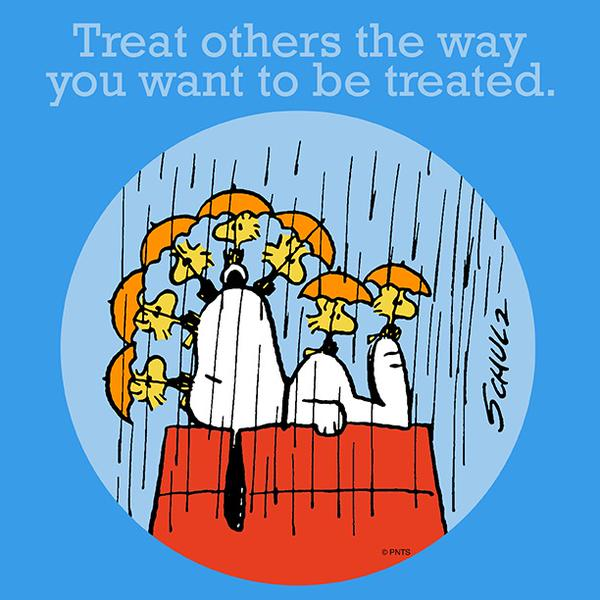 Treat others the way
you want to be treated.
SCHULZ
© PNTS